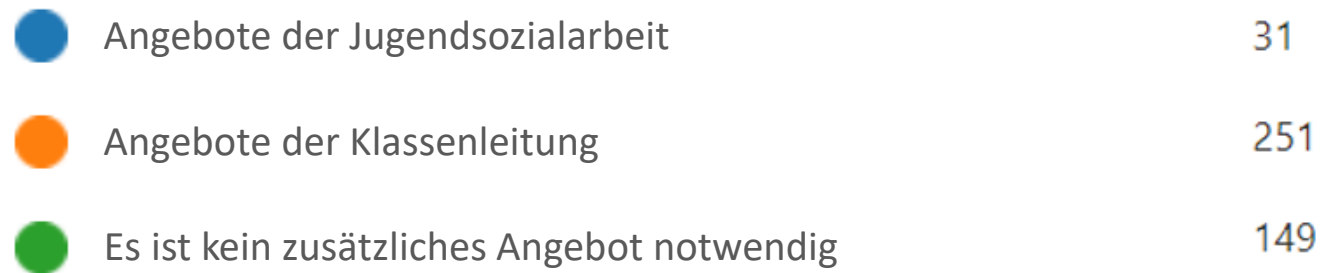 Angebote der Jugendsozialarbeit 31
Angebote der Klassenleitung 251
Es ist kein zusätzliches Angebot notwendig 149